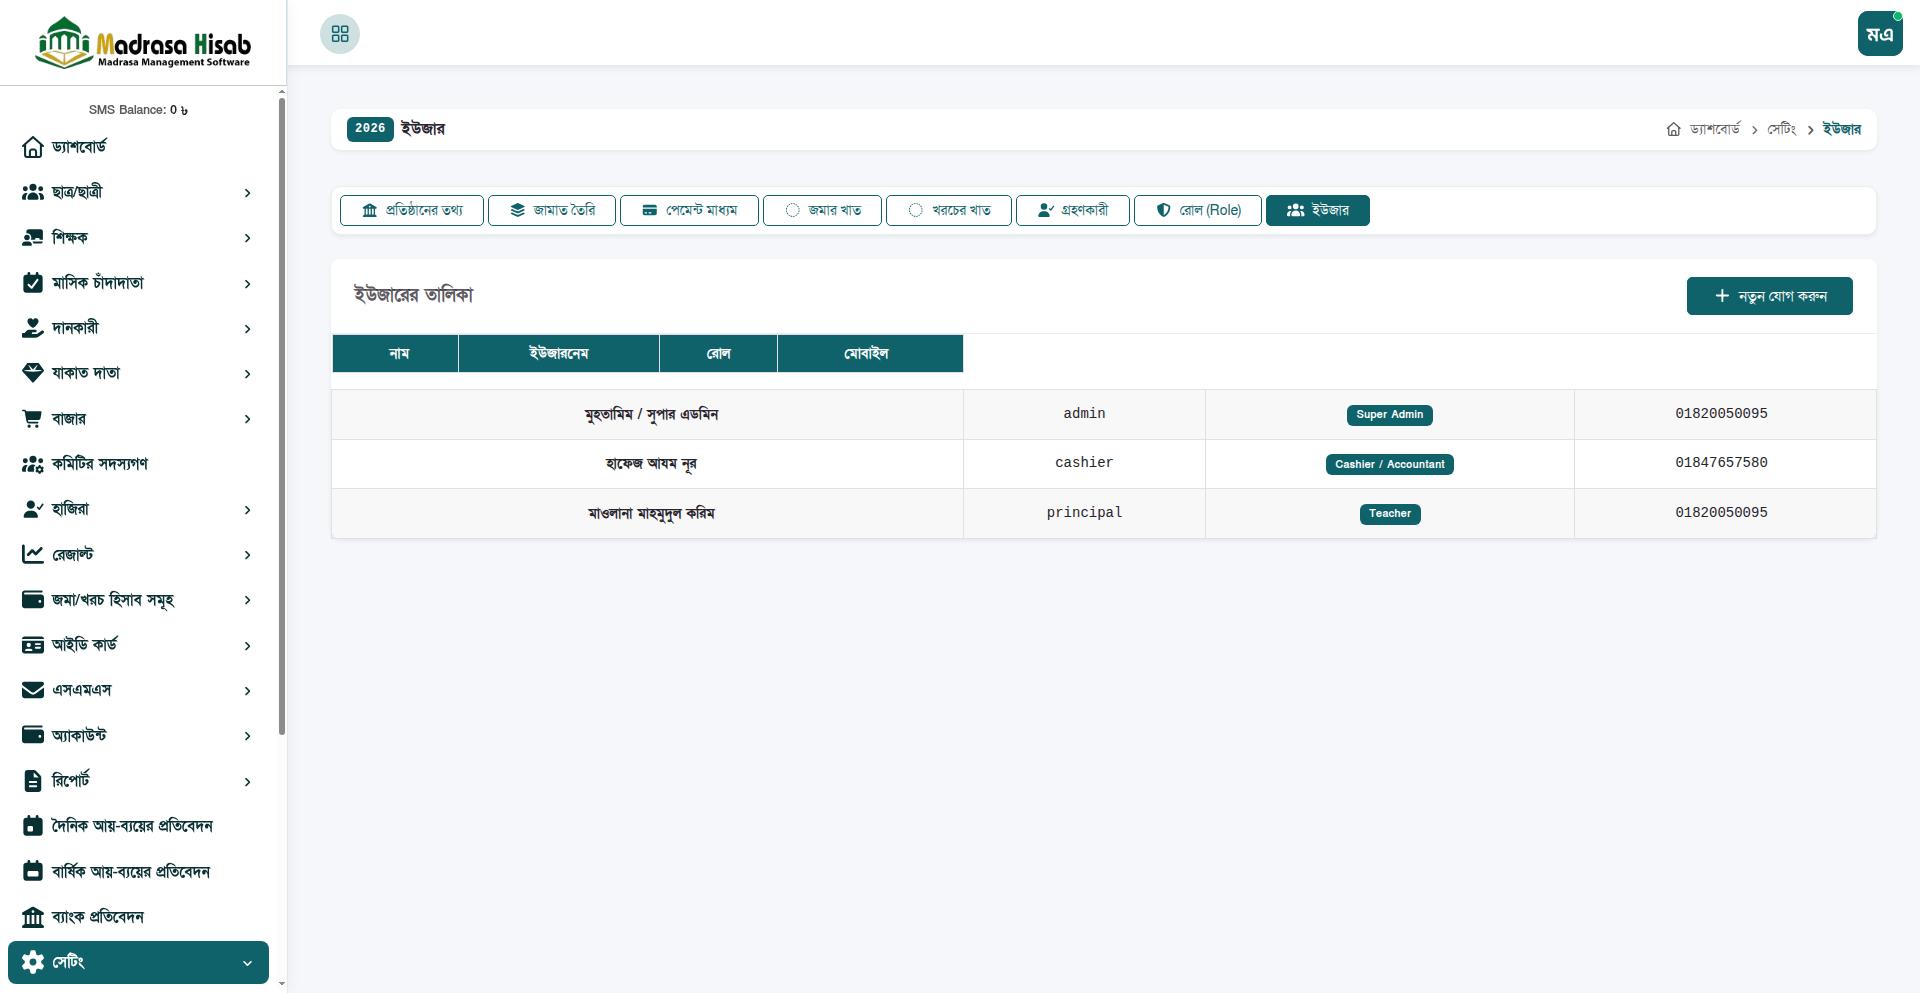 Madrasa Hisab
Madrasa Management Software
মএ
SMS Balance: 0 ৳
ড্যাশবোর্ড
ছাত্র/ছাত্রী
শিক্ষক
মাসিক চাঁদাদাতা
দানকারী
যাকাত দাতা
বাজার
কমিটির সদস্যগণ
হাজিরা
রেজাল্ট
জমা/খরচ হিসাব সমূহ
আইডি কার্ড
এসএমএস
অ্যাকাউন্ট
রিপোর্ট
দৈনিক আয়-ব্যয়ের প্রতিবেদন
বার্ষিক আয়-ব্যয়ের প্রতিবেদন
ব্যাংক প্রতিবেদন
সেটিং
2026 ইউজার
ড্যাশবোর্ড > সেটিং > ইউজার
প্রতিষ্ঠানের তথ্য জামাত তৈরি পেমেন্ট মাধ্যম জমার খাত খরচের খাত গ্রহণকারী রোল (Role) ইউজার
ইউজারের তালিকা
+ নতুন যোগ করুন
নাম ইউজারনেম রোল মোবাইল
মুহতামিম / সুপার এডমিন admin Super Admin 01820050095
হাফেজ আযম নূর cashier Cashier / Accountant 01847657580
মাওলানা মাহমুদুল করিম principal Teacher 01820050095